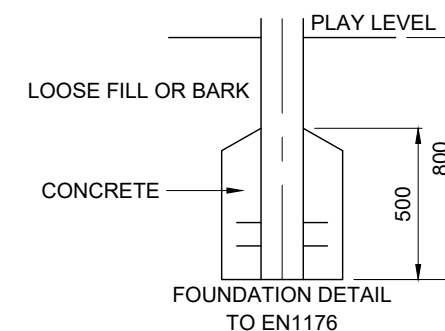 PLAY LEVEL
LOOSE FILL OR BARK
CONCRETE
500
800
FOUNDATION DETAIL
TO EN1176